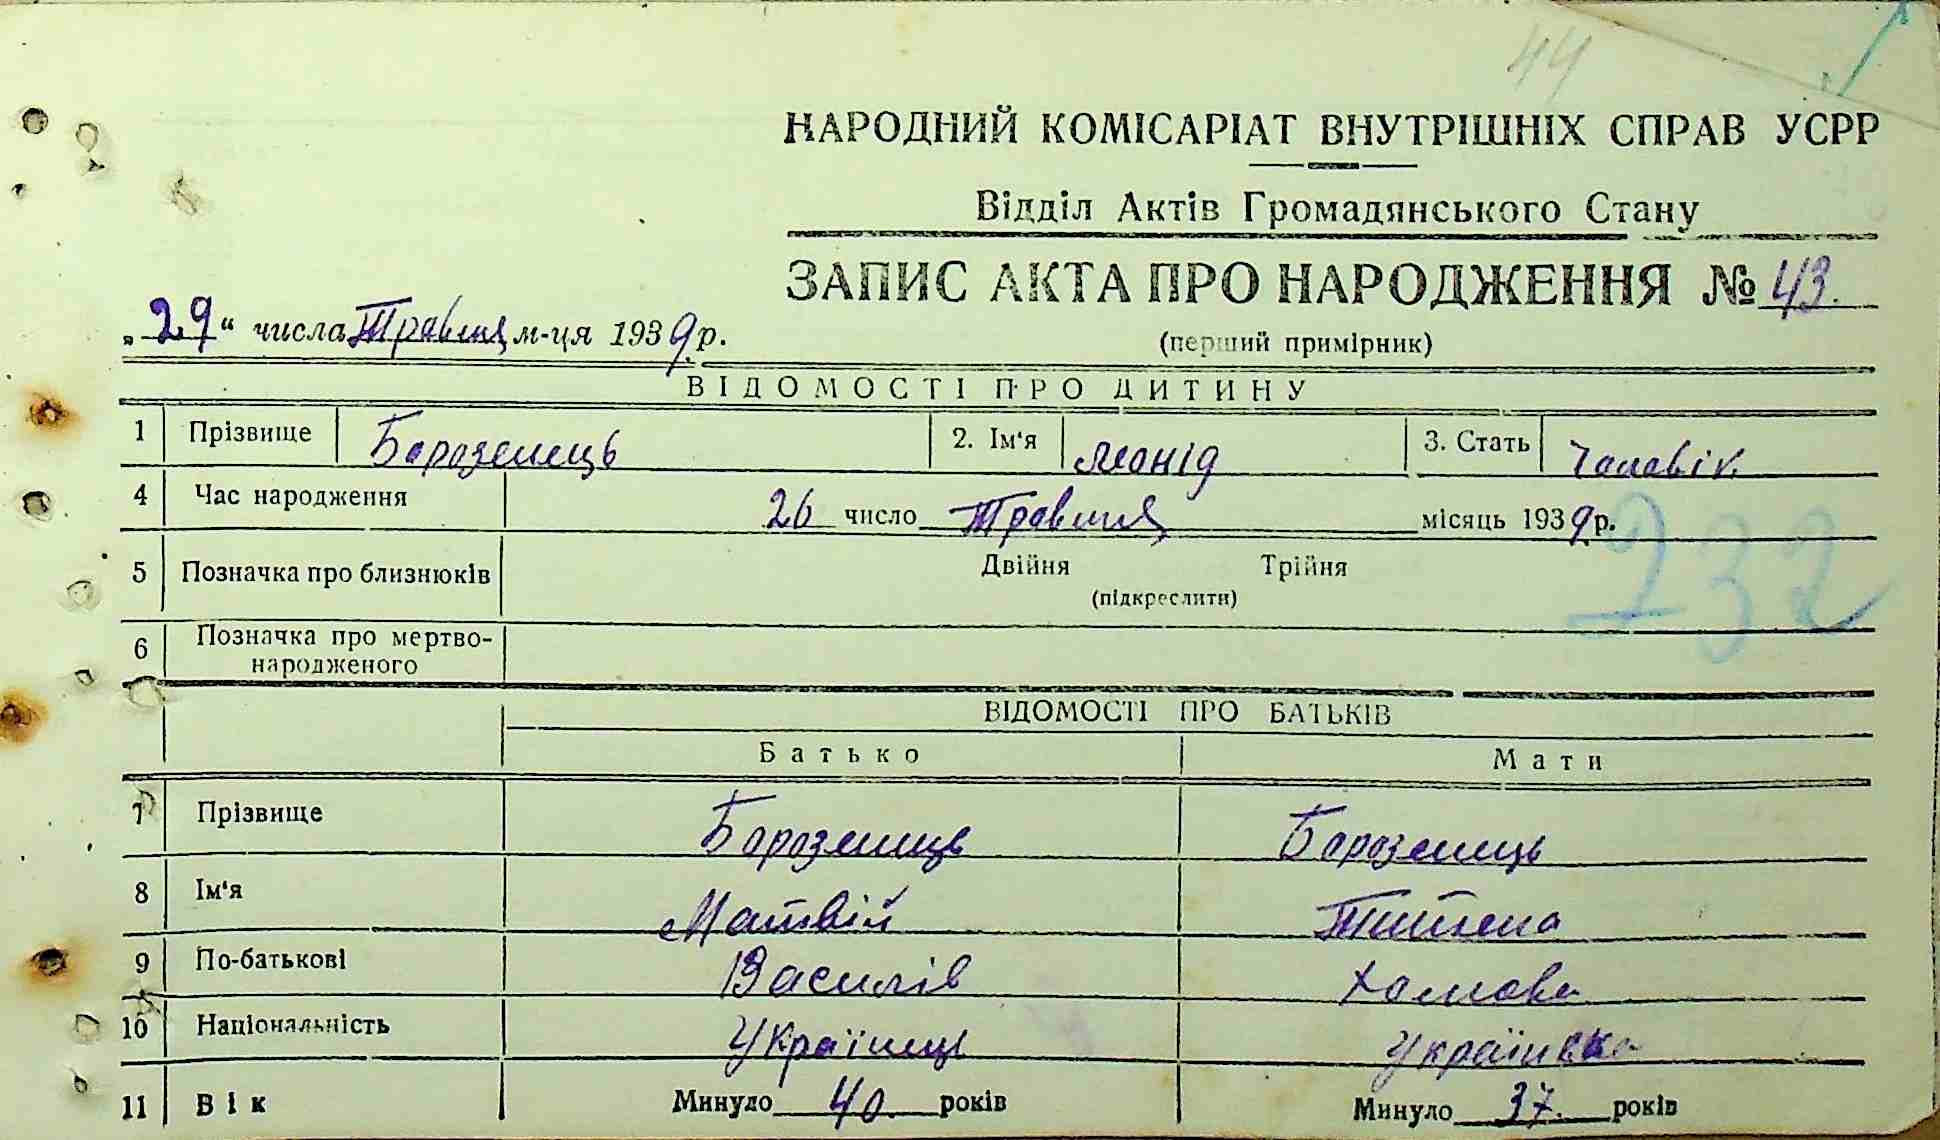 44
НАРОДНИЙ КОМІСАРІАТ ВНУТРІШНІХ СПРАВ УСРР
Відділ Актів Громадянського Стану
ЗАПИС АКТА ПРО НАРОДЖЕННЯ № 43.
„29“ числа Травня м-ця 1939 р.
(перший примірник)
ВІДОМОСТІ ПРО ДИТИНУ
1 Прізвище Борозенець 2. Ім'я Леонід 3. Стать Чоловік.
4 Час народження 26 число Травня місяць 1939 р.
5 Позначка про близнюків Двійня Трійня
(підкреслити)
232
6 Позначка про мертво-
народженого
ВІДОМОСТІ ПРО БАТЬКІВ
Батько Мати
7 Прізвище Борозенець Борозенець
8 Ім'я Матвій
9 По-батькові Василів Хомова
10 Національність Українець Українка
11 Вік Минуло 40 років Минуло 37. років